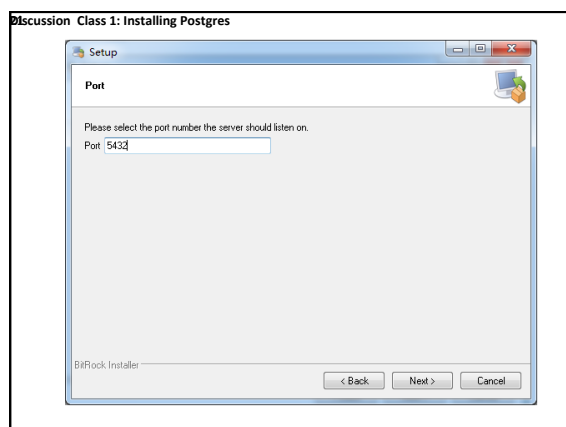 Discussion Class 1: Installing Postgres
Setup
Port
Please select the port number the server should listen on.
Port 5432
BitRock Installer
< Back Next > Cancel